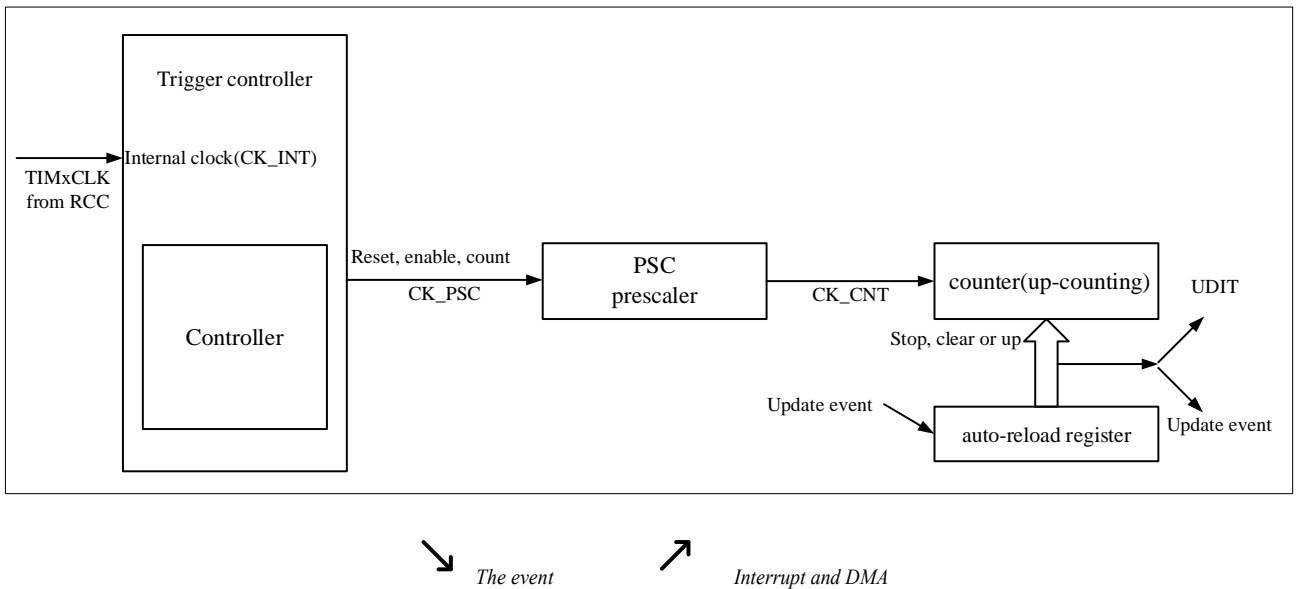 Trigger controller
Internal clock(CK_INT)
TIMxCLK
from RCC
Controller
Reset, enable, count
CK_PSC
PSC
prescaler
CK_CNT
counter(up-counting)
UDIT
Stop, clear or up
Update event
auto-reload register
Update event
The event
Interrupt and DMA